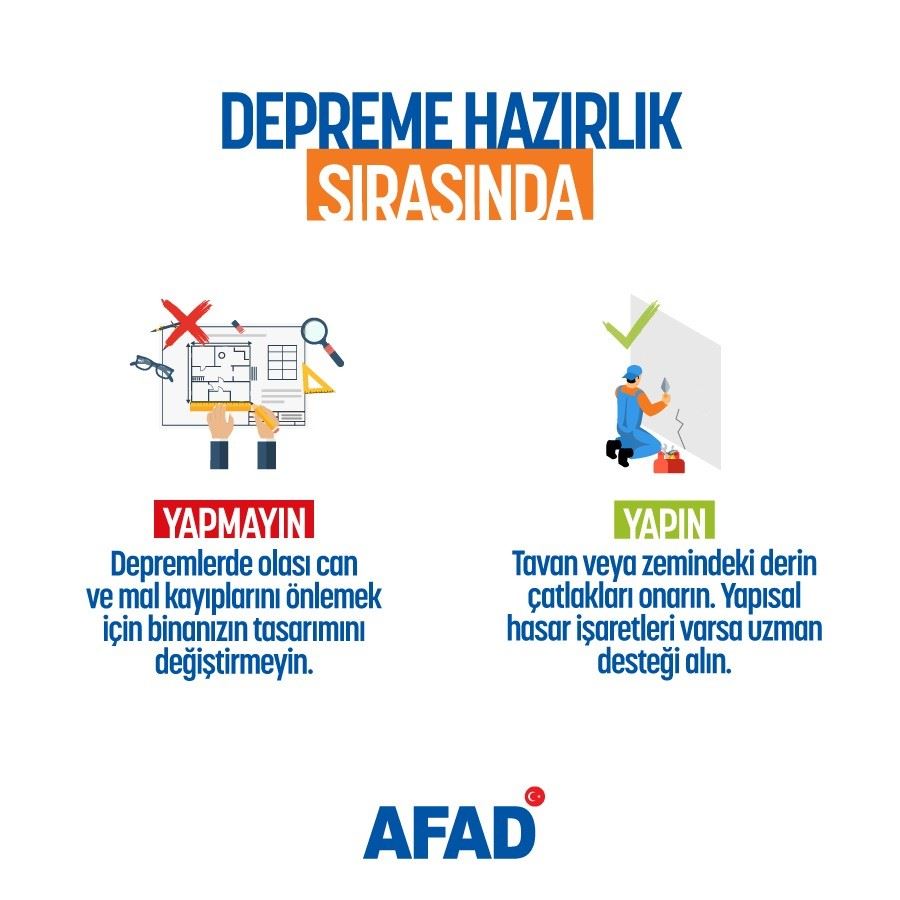 DEPREME HAZIRLIK
SIRASINDA
YAPMAYIN
Depremlerde olası can
ve mal kayıplarını önlemek
için binanızın tasarımını
değiştirmeyin.
YAPIN
Tavan veya zemindeki derin
çatlakları onarın. Yapısal
hasar işaretleri varsa uzman
desteği alın.
AFAD